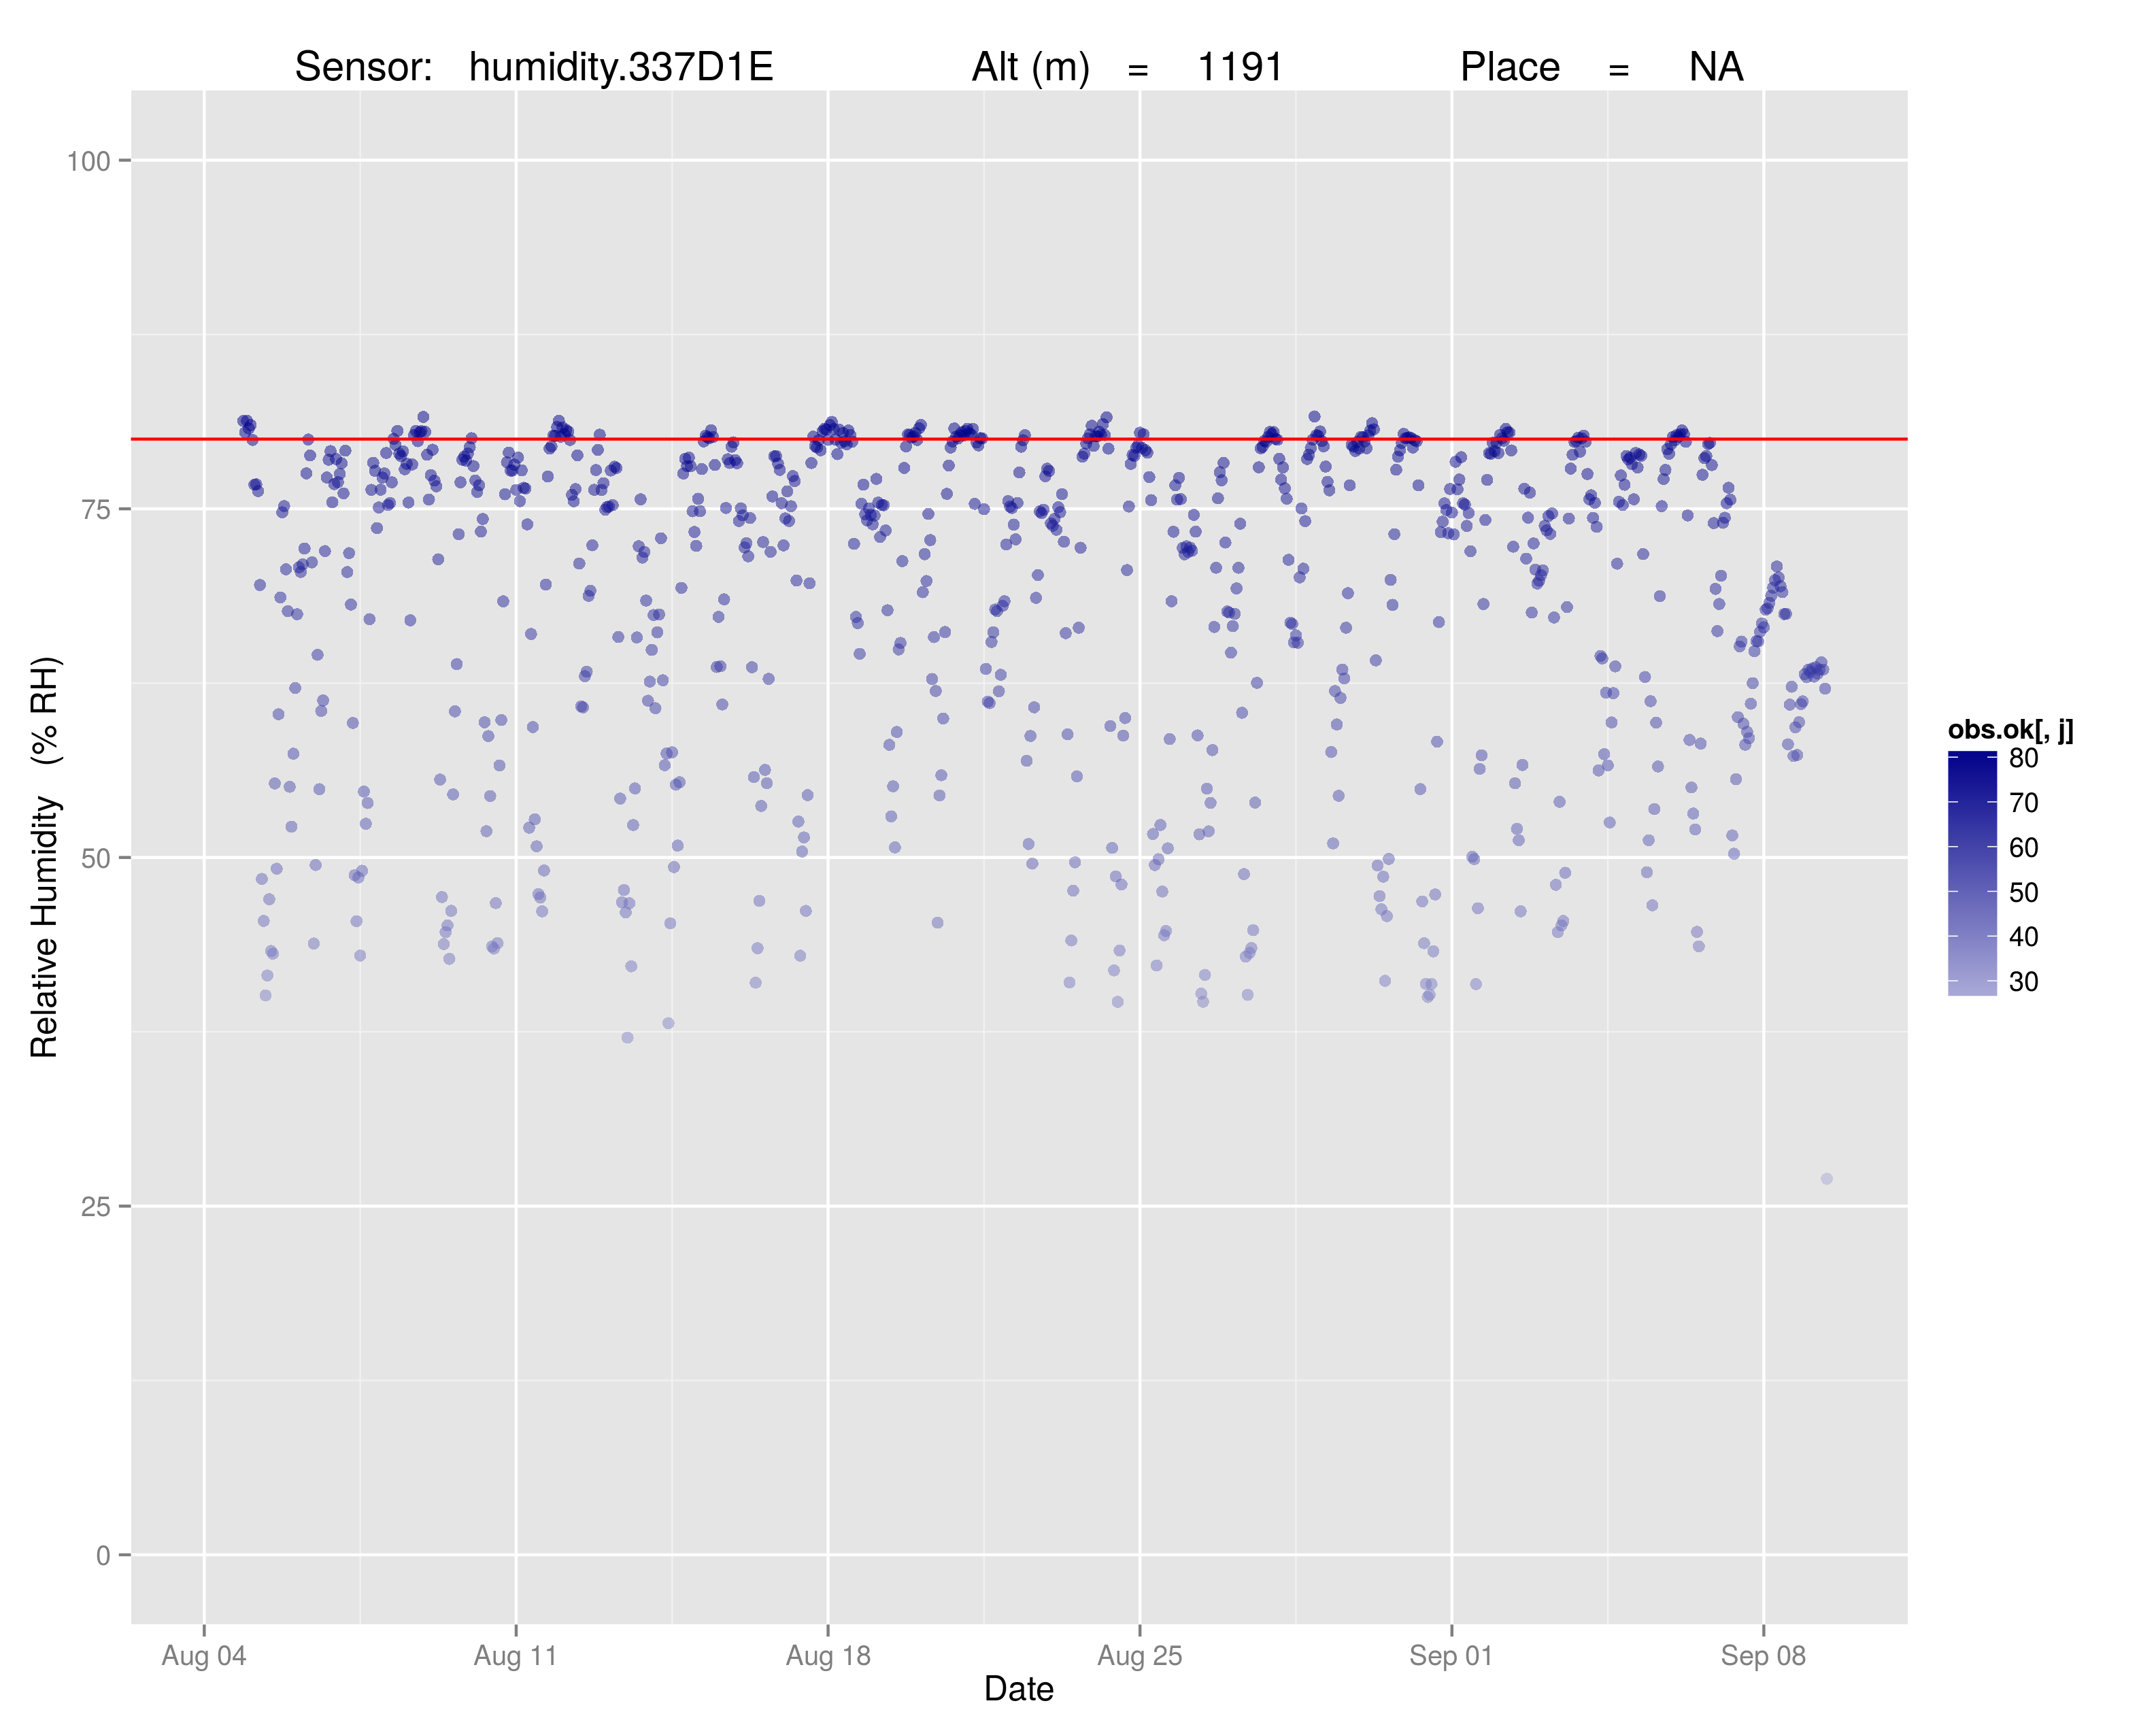 Sensor: humidity.337D1E Alt (m) = 1191 Place = NA
100
75
50
25
0
Relative Humidity (% RH)
Aug 04 Aug 11 Aug 18 Aug 25 Sep 01 Sep 08
Date
obs.ok[, j]
80
70
60
50
40
30